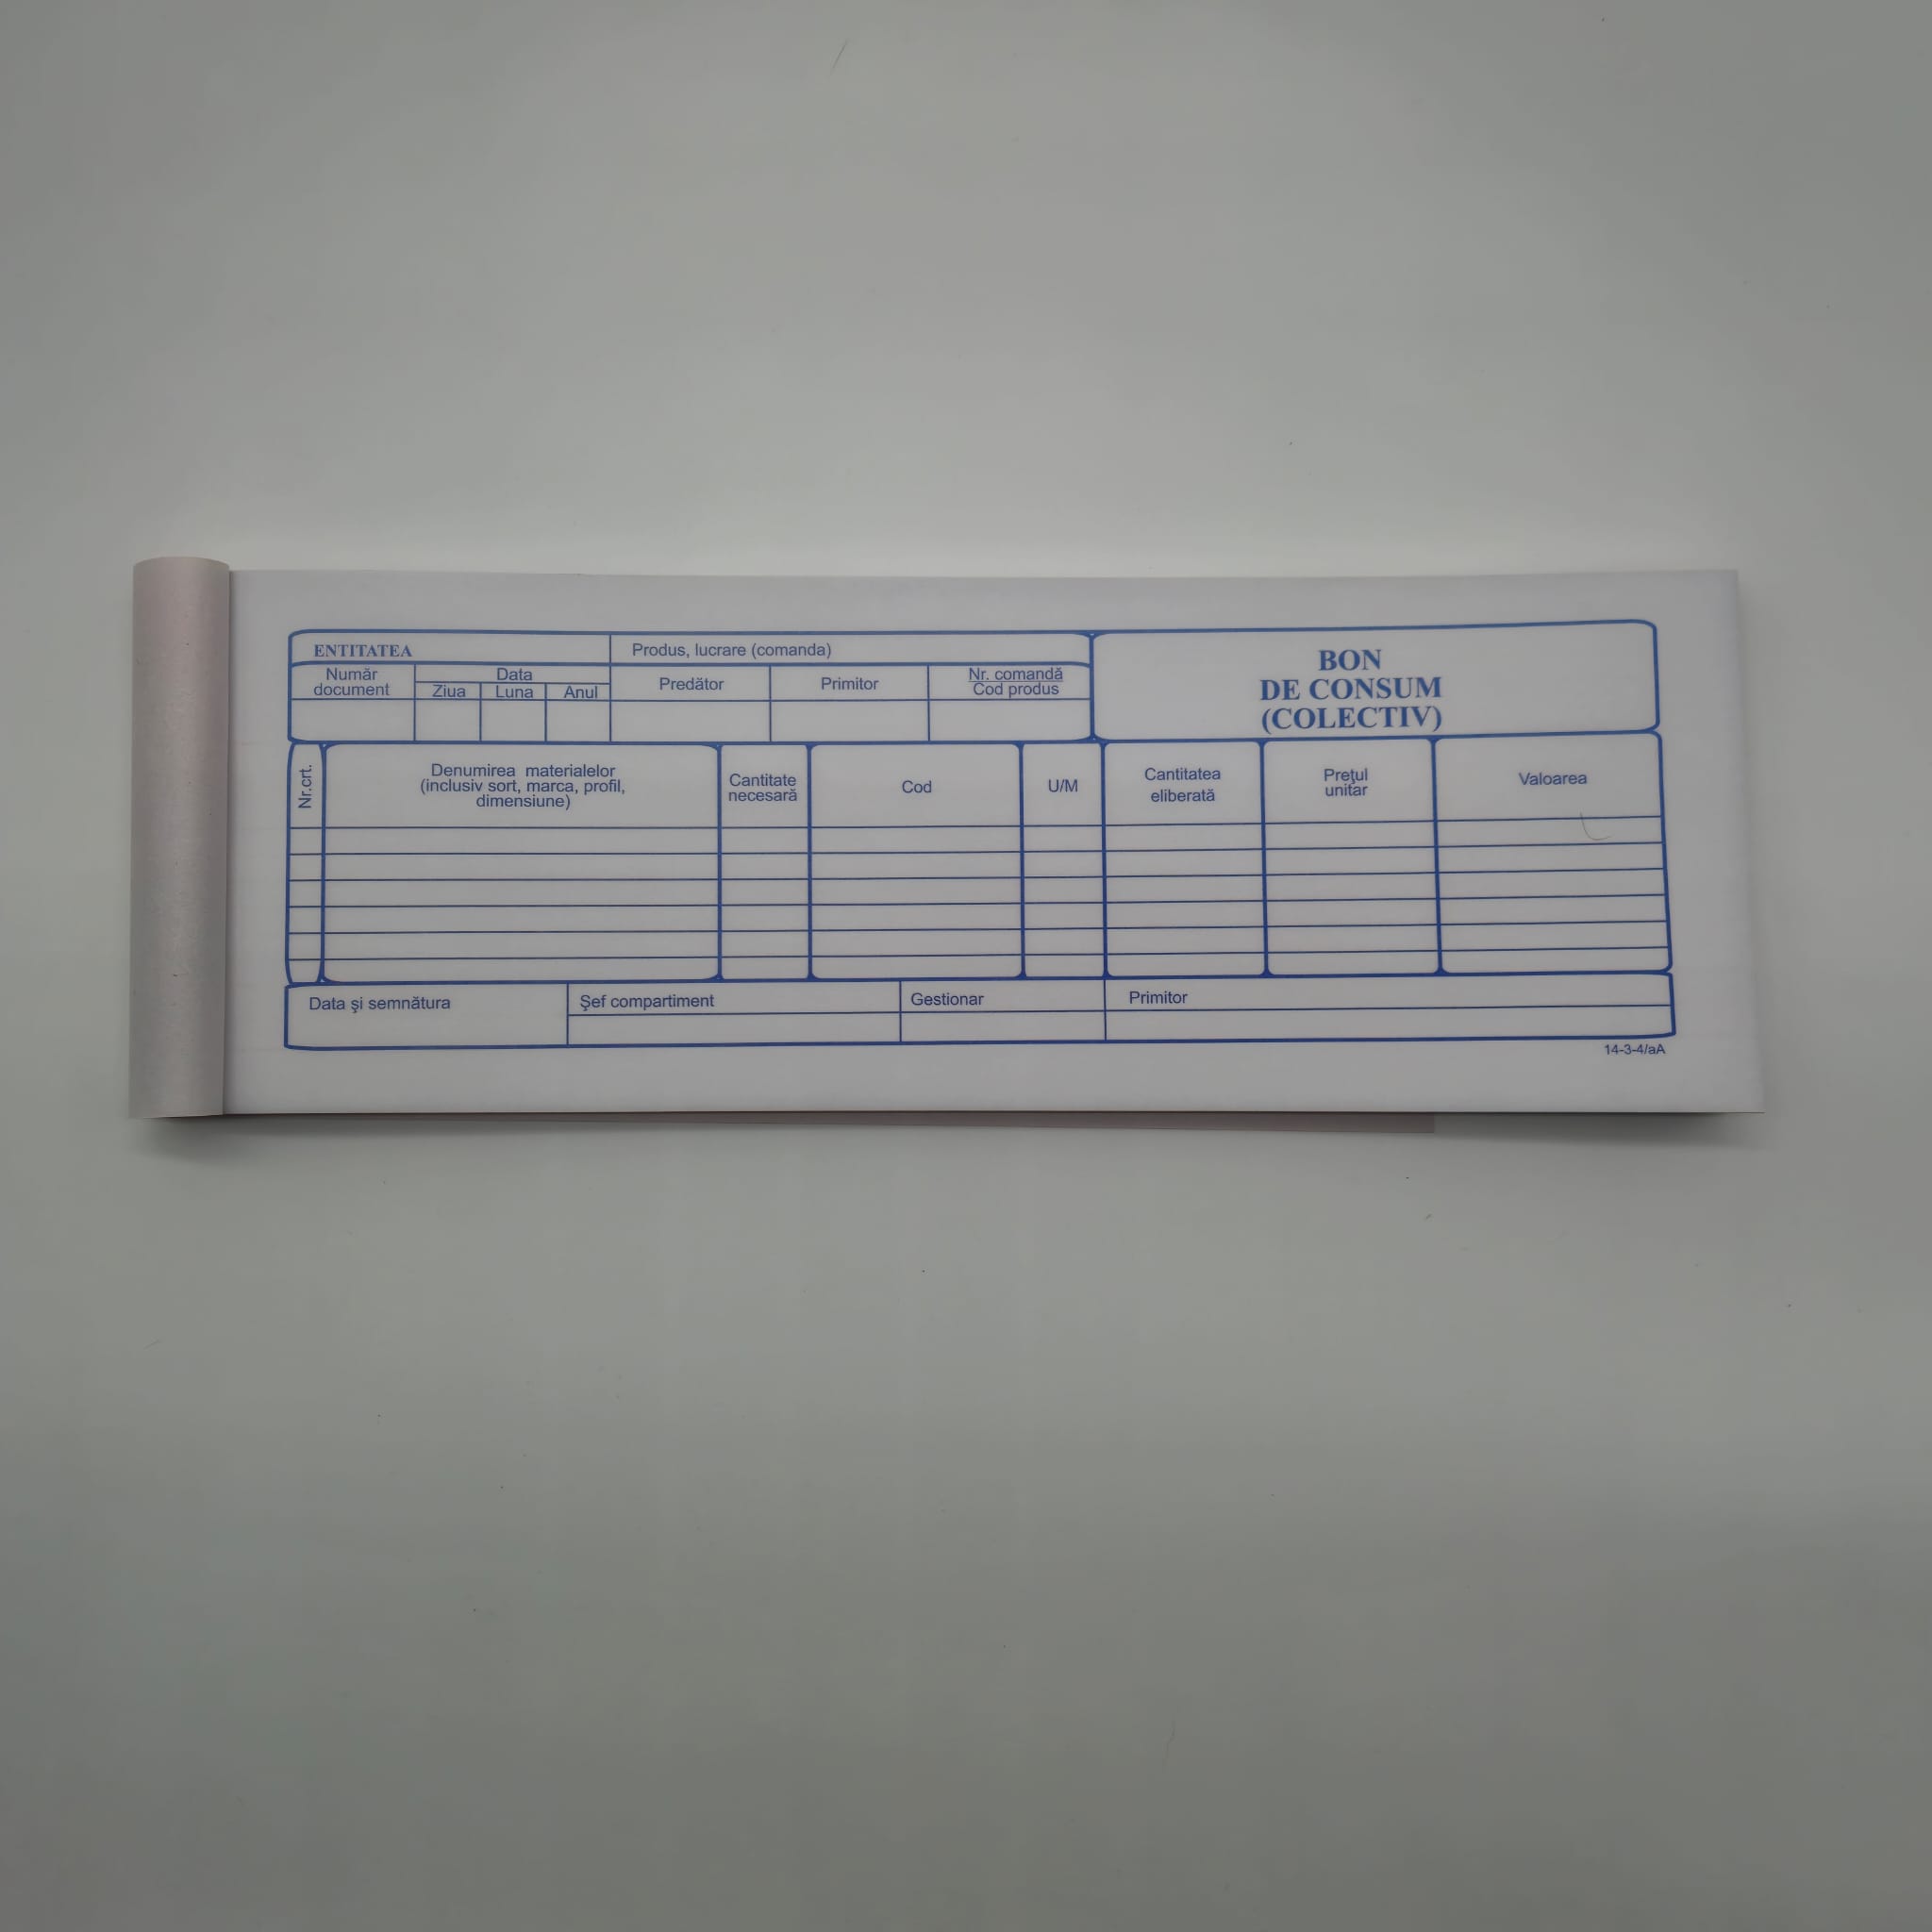 ENTITATEA
Produs, lucrare (comanda)
BON
DE CONSUM
(COLECTIV)
Număr
document
Data
Ziua Luna Anul
Predător
Primitor
Nr. comandă
Cod produs
Nr.crt.
Denumirea materialelor
(inclusiv sort, marca, profil,
dimensiune)
Cantitate
necesară
Cod
U/M
Cantitatea
eliberată
Preţul
unitar
Valoarea
Data şi semnătura
Şef compartiment
Gestionar
Primitor
14-3-4/aA